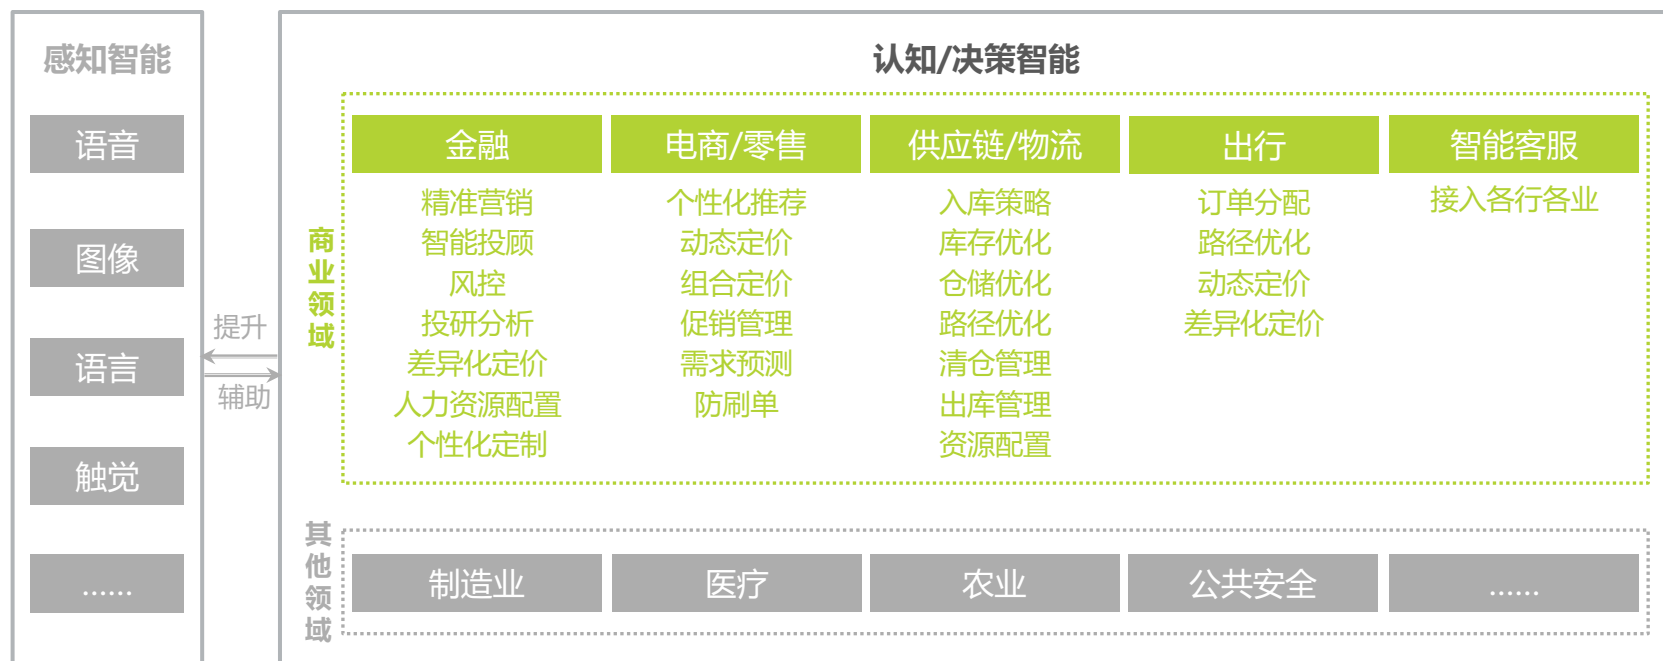 感知智能
语音
图像
语言
触觉
......
提升
辅助
认知/决策智能
商业领域
金融
精准营销
智能投顾
风控
投研分析
差异化定价
人力资源配置
个性化定制
电商/零售
个性化推荐
动态定价
组合定价
促销管理
需求预测
防刷单
供应链/物流
入库策略
库存优化
仓储优化
路径优化
清仓管理
出库管理
资源配置
出行
订单分配
路径优化
动态定价
差异化定价
智能客服
接入各行各业
其他领域
制造业
医疗
农业
公共安全
......